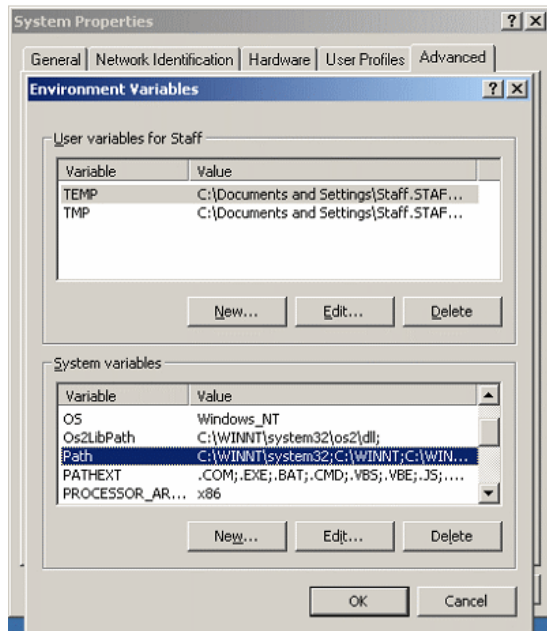 System Properties
General Network Identification Hardware User Profiles Advanced
Environment Variables
User variables for Staff
Variable Value
TEMP C:\Documents and Settings\Staff.STAF...
TMP C:\Documents and Settings\Staff.STAF...
New... Edit... Delete
System variables
Variable Value
OS Windows_NT
Os2LibPath C:\WINNT\system32\os2\dll;
Path C:\WINNT\system32;C:\WINNT;C:\WIN...
PATHEXT .COM;.EXE;.BAT;.CMD;.VBS;.VBE;.JS;....
PROCESSOR_AR... x86
New... Edit... Delete
OK Cancel